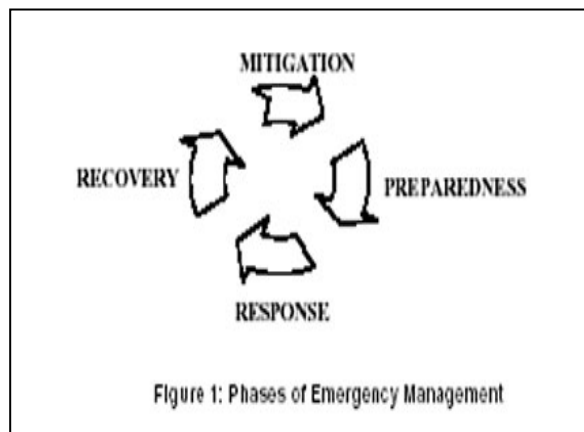 MITIGATION
RECOVERY
PREPAREDNESS
RESPONSE
Figure 1: Phases of Emergency Management